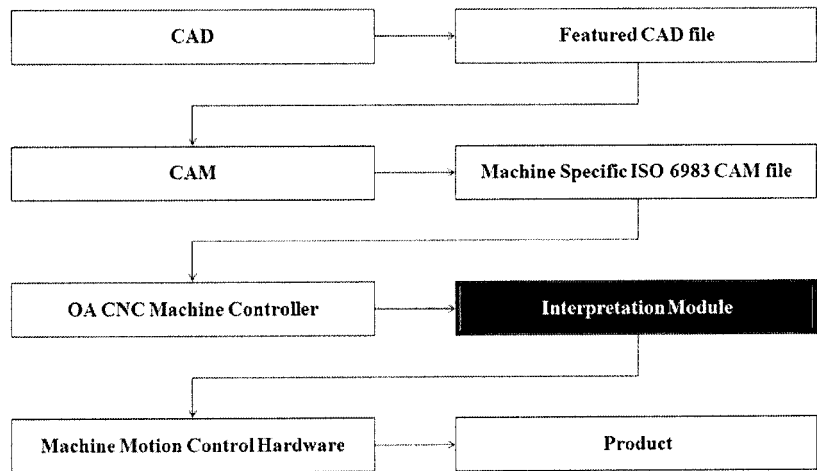 CAD
Featured CAD file
CAM
Machine Specific ISO 6983 CAM file
OA CNC Machine Controller
Interpretation Module
Machine Motion Control Hardware
Product